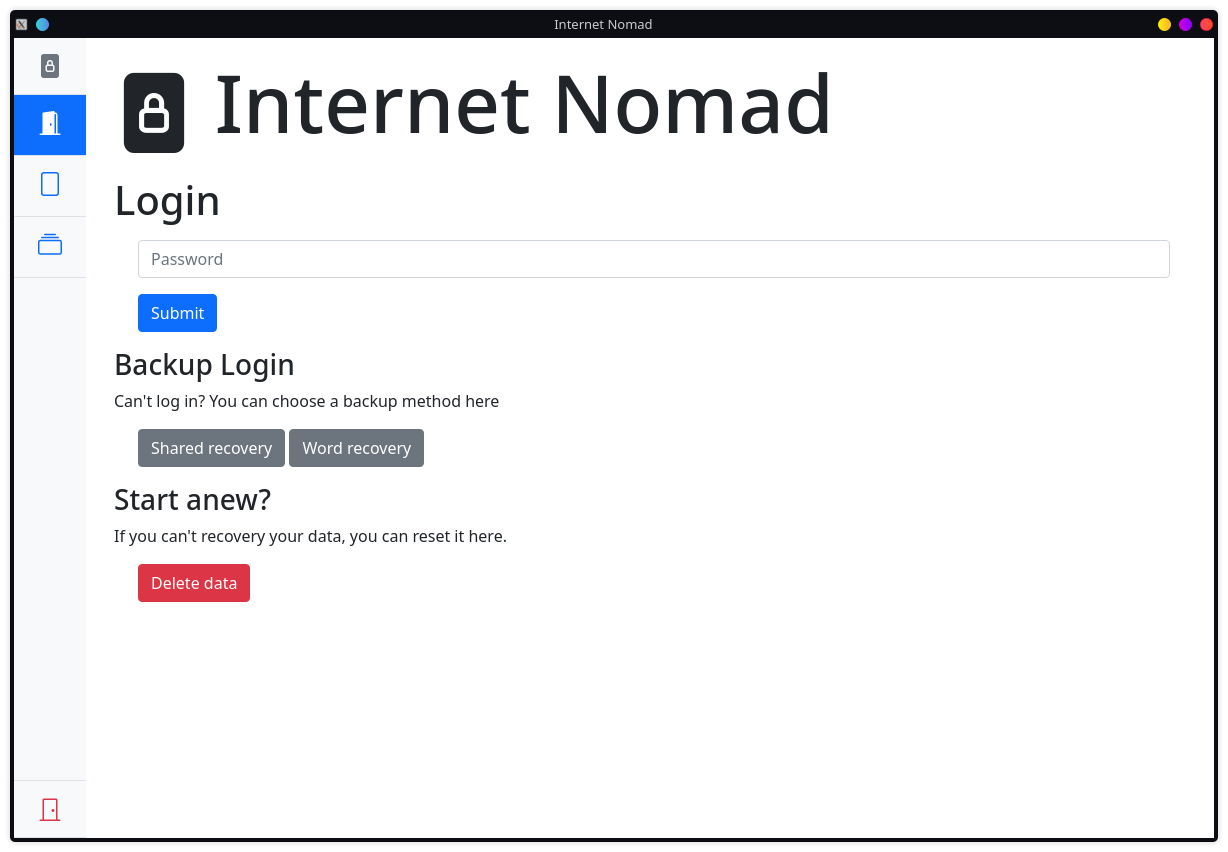 Internet Nomad
Internet Nomad
Login
Password
Submit
Backup Login
Can't log in? You can choose a backup method here
Shared recovery Word recovery
Start anew?
If you can't recovery your data, you can reset it here.
Delete data